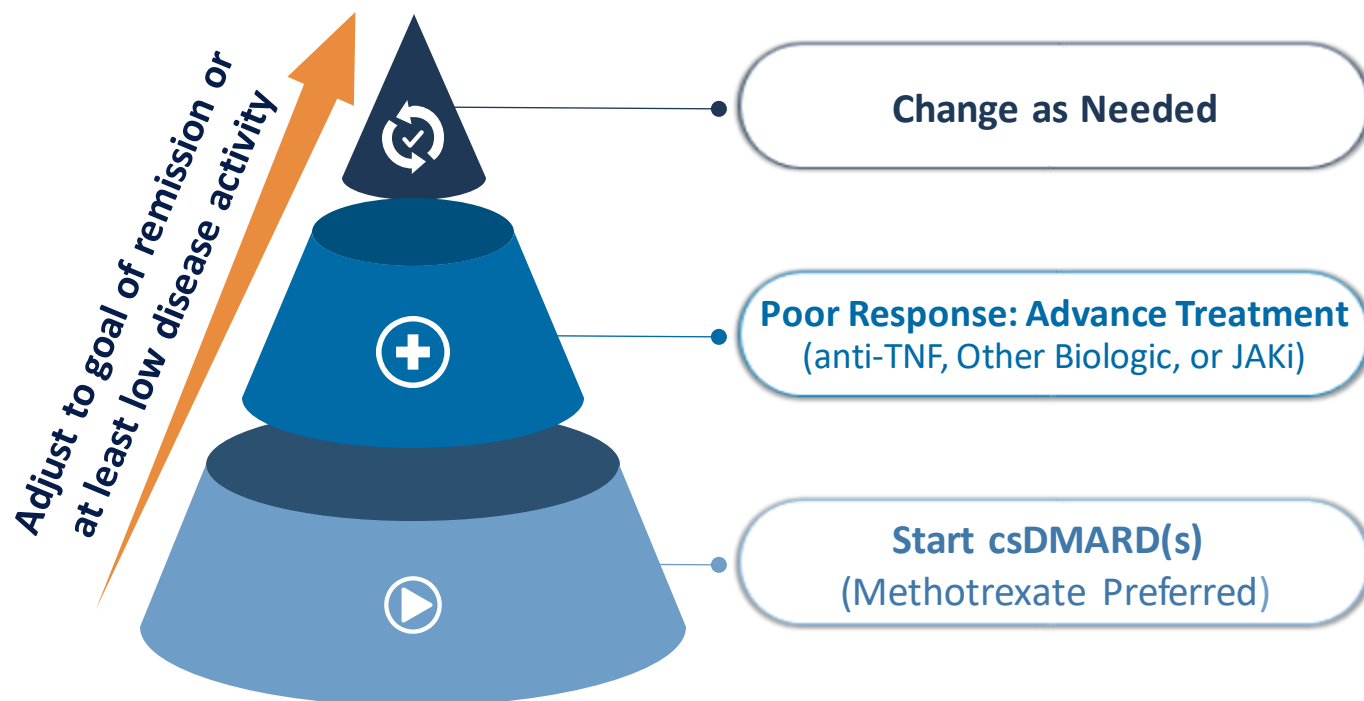 Adjust to goal of remission or
at least low disease activity
Change as Needed
Poor Response: Advance Treatment
(anti-TNF, Other Biologic, or JAKi)
Start csDMARD(s)
(Methotrexate Preferred)